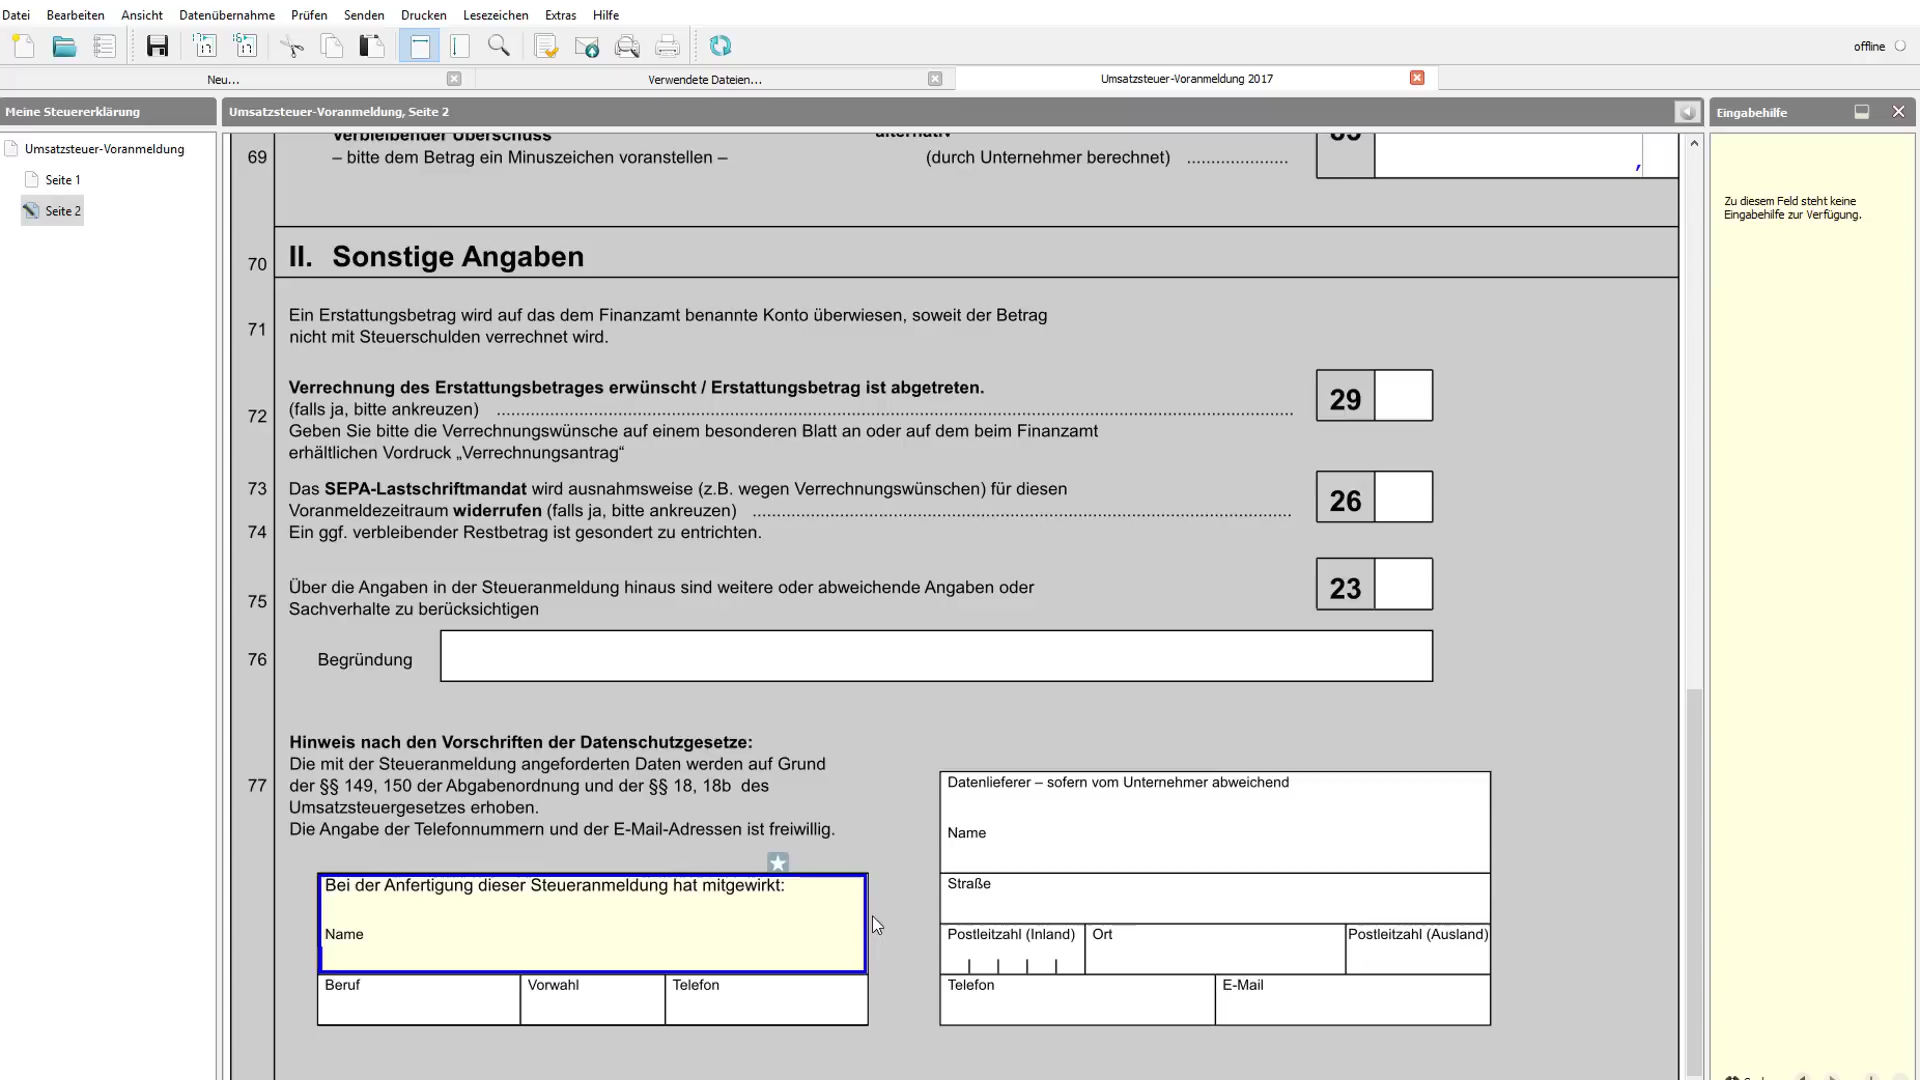 Datei Bearbeiten Ansicht Datenübernahme Prüfen Senden Drucken Lesezeichen Extras Hilfe
offline
Neu... Verwendete Dateien... Umsatzsteuer-Voranmeldung 2017
Meine Steuererklärung
Umsatzsteuer-Voranmeldung
Seite 1
Seite 2
Umsatzsteuer-Voranmeldung, Seite 2
Verbleibender Überschuss alternativ
69 – bitte dem Betrag ein Minuszeichen voranstellen – (durch Unternehmer berechnet) ..................... ,
70 II. Sonstige Angaben
71 Ein Erstattungsbetrag wird auf das dem Finanzamt benannte Konto überwiesen, soweit der Betrag
nicht mit Steuerschulden verrechnet wird.
Verrechnung des Erstattungsbetrages erwünscht / Erstattungsbetrag ist abgetreten.
72 (falls ja, bitte ankreuzen) ..................... 29
Geben Sie bitte die Verrechnungswünsche auf einem besonderen Blatt an oder auf dem beim Finanzamt
erhältlichen Vordruck „Verrechnungsantrag“
73 Das SEPA-Lastschriftmandat wird ausnahmsweise (z.B. wegen Verrechnungswünschen) für diesen
Voranmeldezeitraum widerrufen (falls ja, bitte ankreuzen) ..................... 26
74 Ein ggf. verbleibender Restbetrag ist gesondert zu entrichten.
75 Über die Angaben in der Steueranmeldung hinaus sind weitere oder abweichende Angaben oder
Sachverhalte zu berücksichtigen 23
76 Begründung
Hinweis nach den Vorschriften der Datenschutzgesetze:
Die mit der Steueranmeldung angeforderten Daten werden auf Grund
77 der §§ 149, 150 der Abgabenordnung und der §§ 18, 18b des
Umsatzsteuergesetzes erhoben.
Die Angabe der Telefonnummern und der E-Mail-Adressen ist freiwillig.
Bei der Anfertigung dieser Steueranmeldung hat mitgewirkt:
Name
Beruf Vorwahl Telefon
Datenlieferer – sofern vom Unternehmer abweichend
Name
Straße
Postleitzahl (Inland) Ort Postleitzahl (Ausland)
Telefon E-Mail
Eingabehilfe
Zu diesem Feld steht keine
Eingabehilfe zur Verfügung.